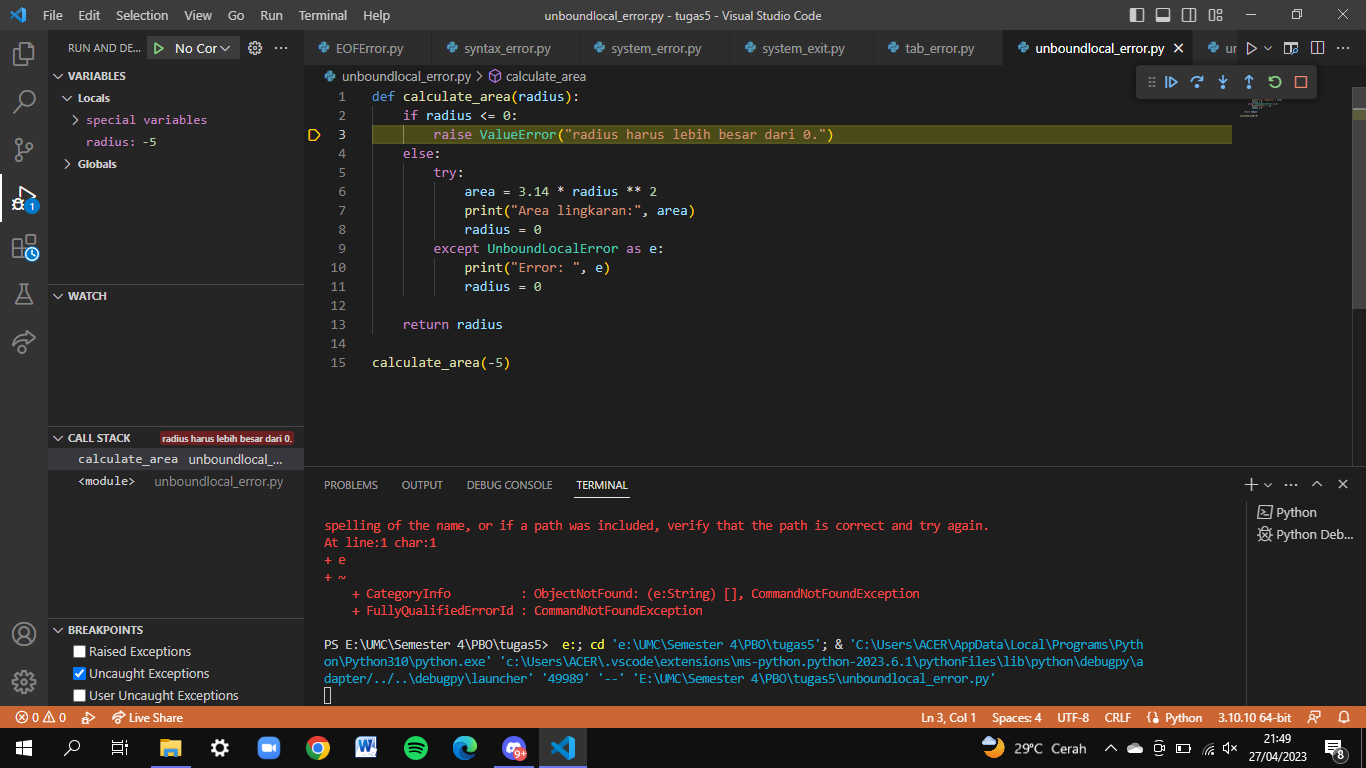 File Edit Selection View Go Run Terminal Help unboundlocal_error.py - tugas5 - Visual Studio Code
RUN AND DE... No Cor
EOFError.py syntax_error.py system_error.py system_exit.py tab_error.py unboundlocal_error.py
unboundlocal_error.py > calculate_area
VARIABLES
Locals
special variables
radius: -5
Globals
WATCH
CALL STACK radius harus lebih besar dari 0.
calculate_area unboundlocal_...
<module> unboundlocal_error.py
BREAKPOINTS
Raised Exceptions
Uncaught Exceptions
User Uncaught Exceptions
1 def calculate_area(radius):
2 if radius <= 0:
3 raise ValueError("radius harus lebih besar dari 0.")
4 else:
5 try:
6 area = 3.14 * radius ** 2
7 print("Area lingkaran:", area)
8 radius = 0
9 except UnboundLocalError as e:
10 print("Error: ", e)
11 radius = 0
12
13 return radius
14
15 calculate_area(-5)
PROBLEMS OUTPUT DEBUG CONSOLE TERMINAL
spelling of the name, or if a path was included, verify that the path is correct and try again.
At line:1 char:1
+ e
+ ~
+ CategoryInfo : ObjectNotFound: (e:String) [], CommandNotFoundException
+ FullyQualifiedErrorId : CommandNotFoundException
PS E:\UMC\Semester 4\PBO\tugas5> e:; cd 'e:\UMC\Semester 4\PBO\tugas5'; & 'C:\Users\ACER\AppData\Local\Programs\Pyth
on\Python310\python.exe' 'c:\Users\ACER\.vscode\extensions\ms-python.python-2023.6.1\pythonFiles\lib\python\debugpy\a
dapter/../..\debugpy\launcher' '49989' '--' 'E:\UMC\Semester 4\PBO\tugas5\unboundlocal_error.py'
Python
Python Deb...
1
0 0 Live Share Ln 3, Col 1 Spaces: 4 UTF-8 CRLF Python 3.10.10 64-bit
9+ 29°C Cerah 21:49
27/04/2023 8